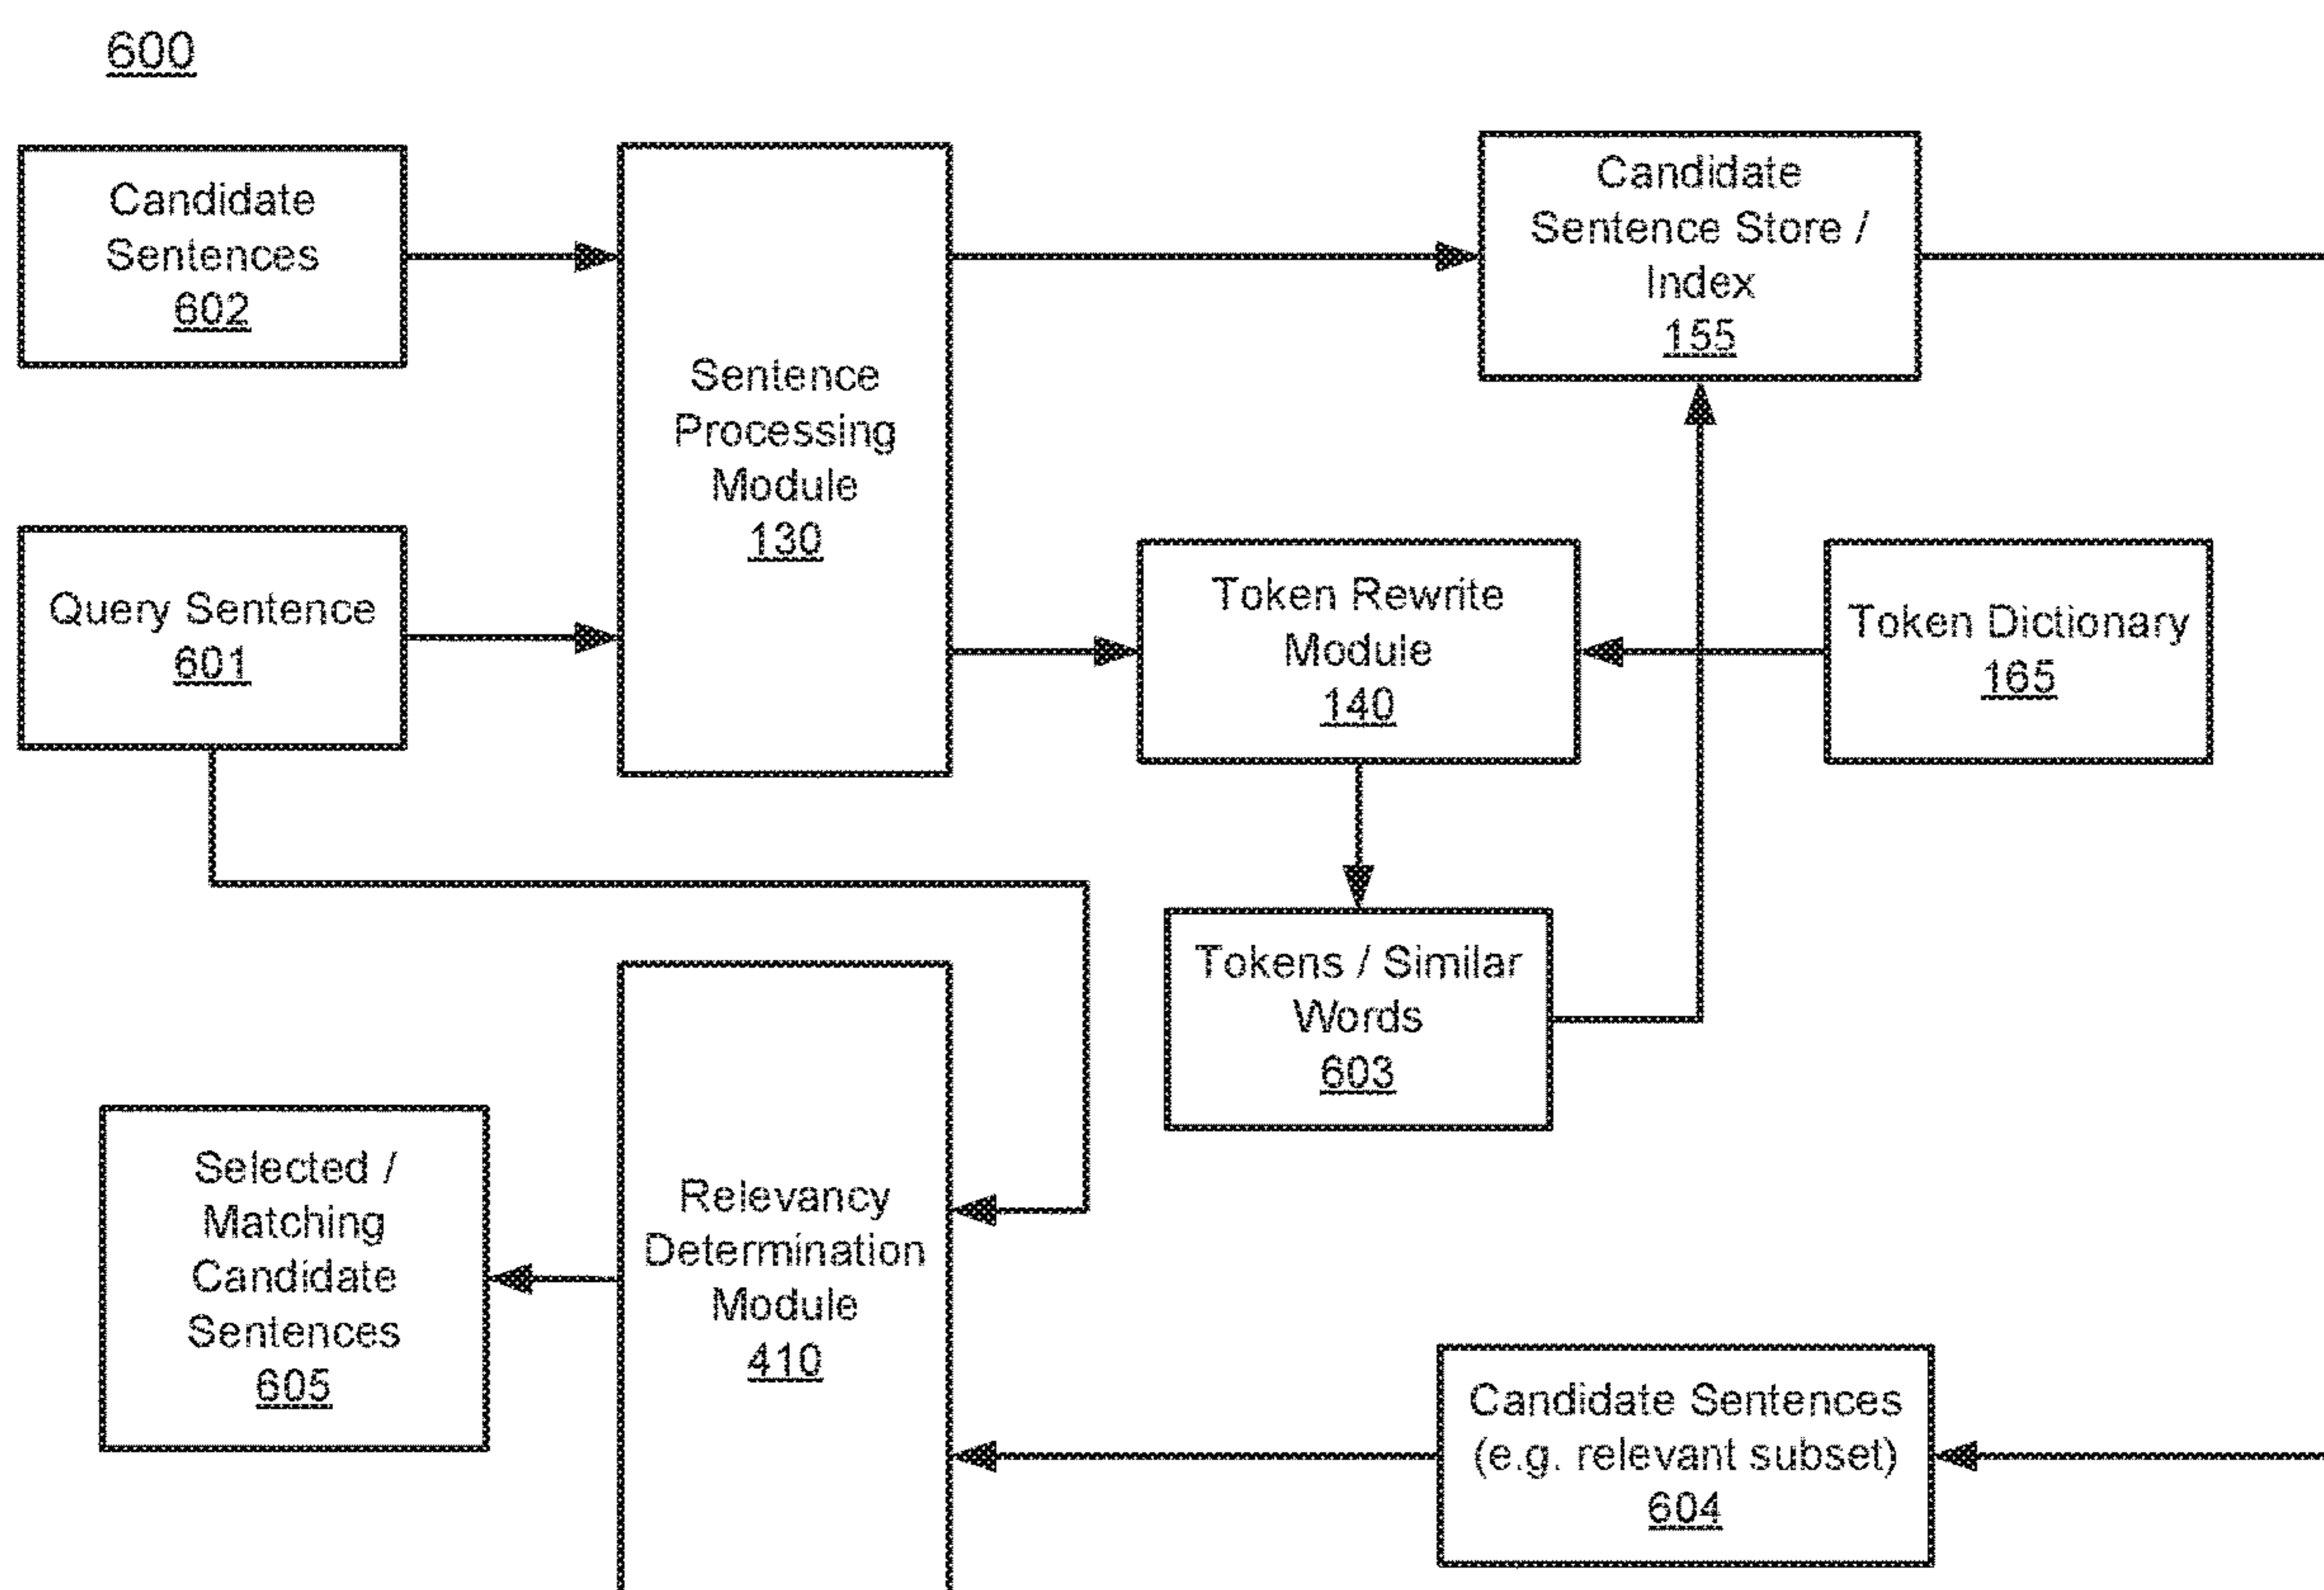 600
Candidate
Sentences
602
Sentence
Processing
Module
130
Candidate
Sentence Store /
Index
155
Query Sentence
601
Token Rewrite
Module
140
Token Dictionary
165
Tokens / Similar
Words
603
Selected /
Matching
Candidate
Sentences
605
Relevancy
Determination
Module
410
Candidate Sentences
(e.g. relevant subset)
604